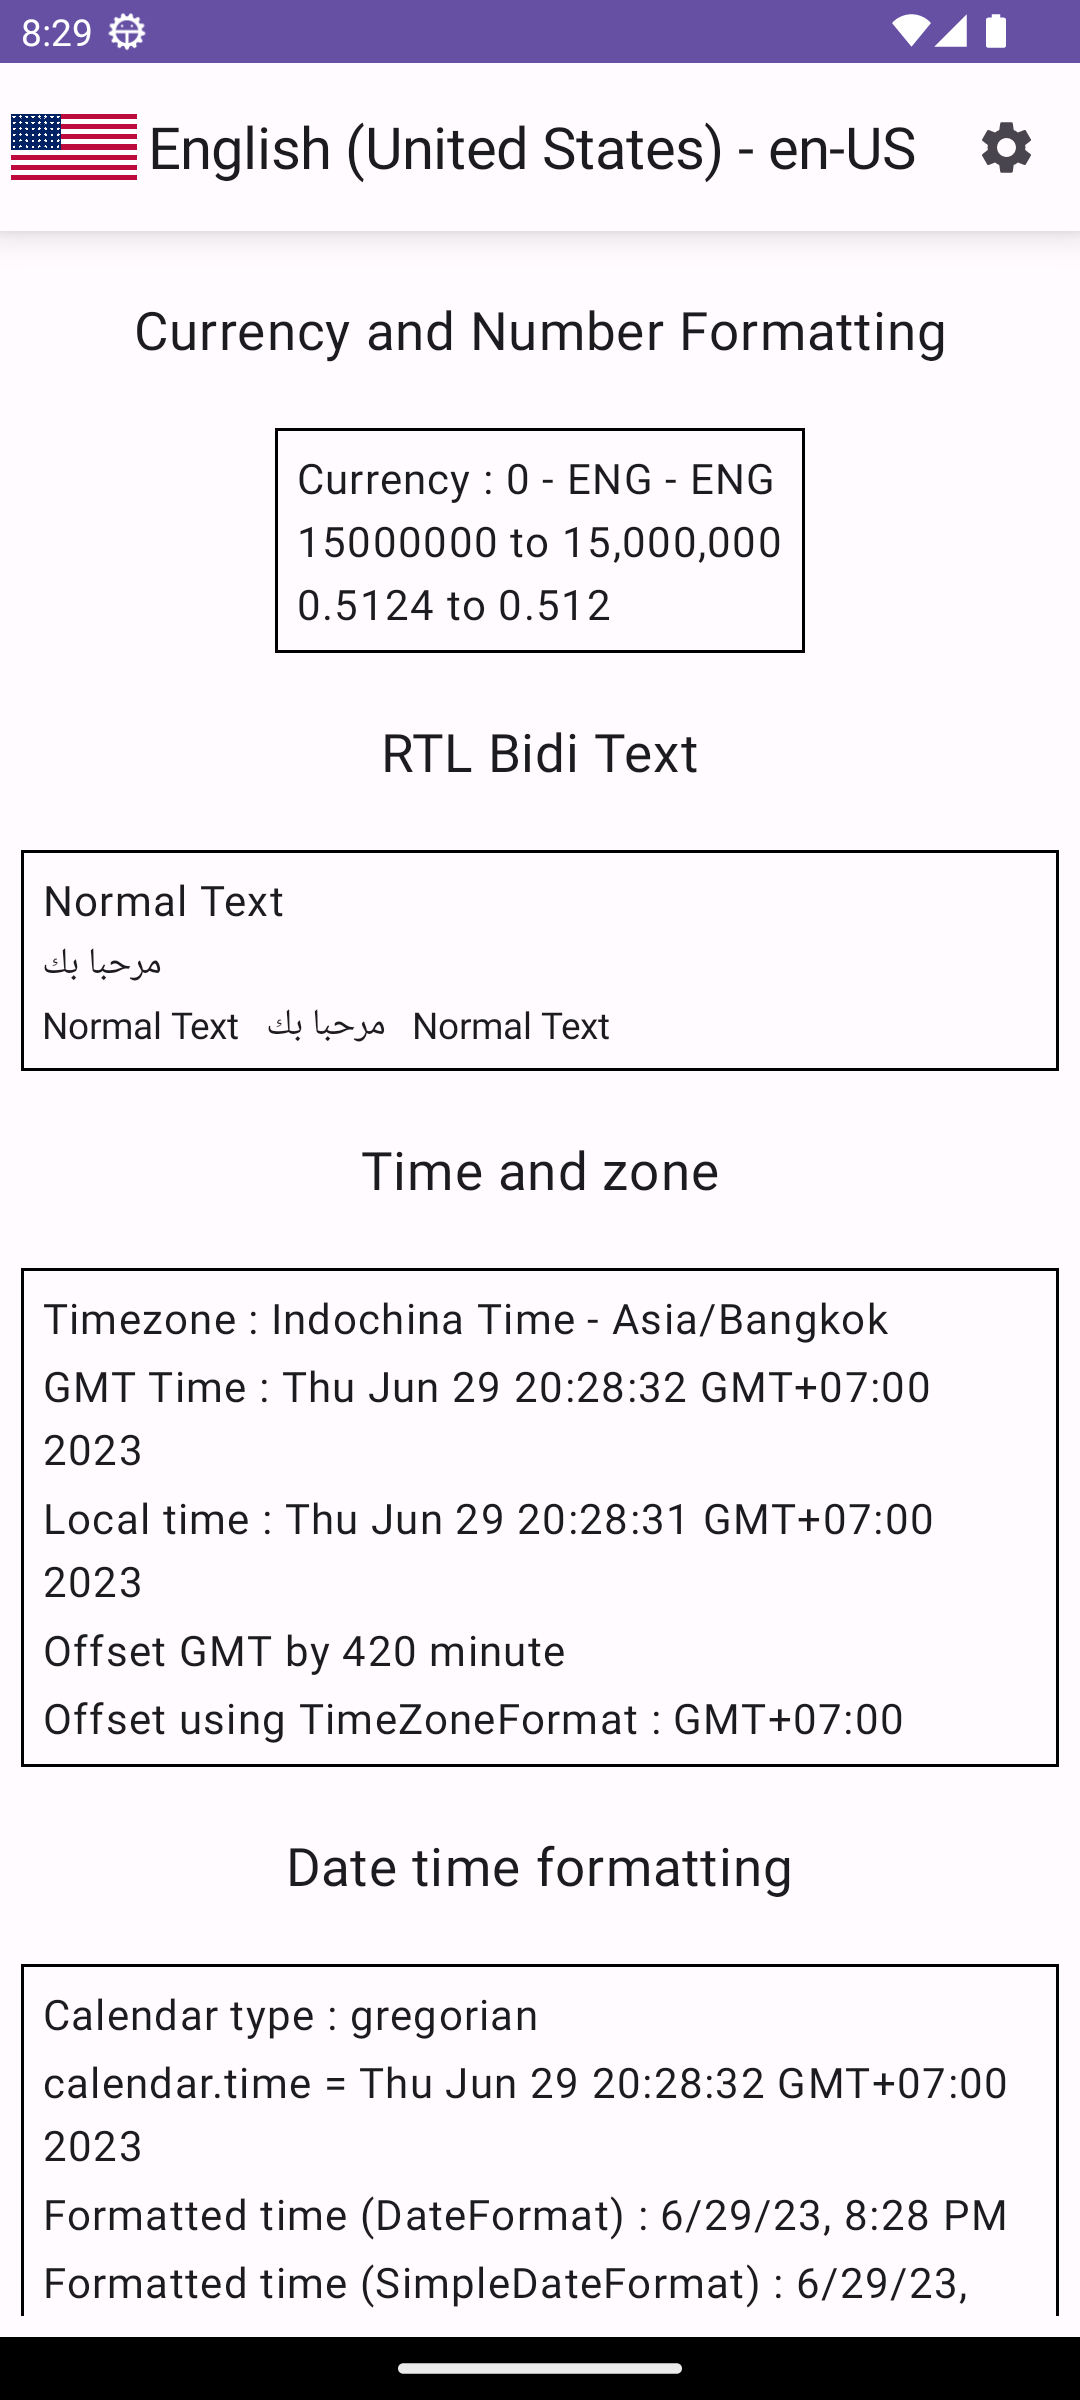 8:29
English (United States) - en-US
Currency and Number Formatting
Currency : 0 - ENG - ENG
15000000 to 15,000,000
0.5124 to 0.512
RTL Bidi Text
Normal Text
مرحبا بك
Normal Text مرحبا بك Normal Text
Time and zone
Timezone : Indochina Time - Asia/Bangkok
GMT Time : Thu Jun 29 20:28:32 GMT+07:00
2023
Local time : Thu Jun 29 20:28:31 GMT+07:00
2023
Offset GMT by 420 minute
Offset using TimeZoneFormat : GMT+07:00
Date time formatting
Calendar type : gregorian
calendar.time = Thu Jun 29 20:28:32 GMT+07:00
2023
Formatted time (DateFormat) : 6/29/23, 8:28 PM
Formatted time (SimpleDateFormat) : 6/29/23,